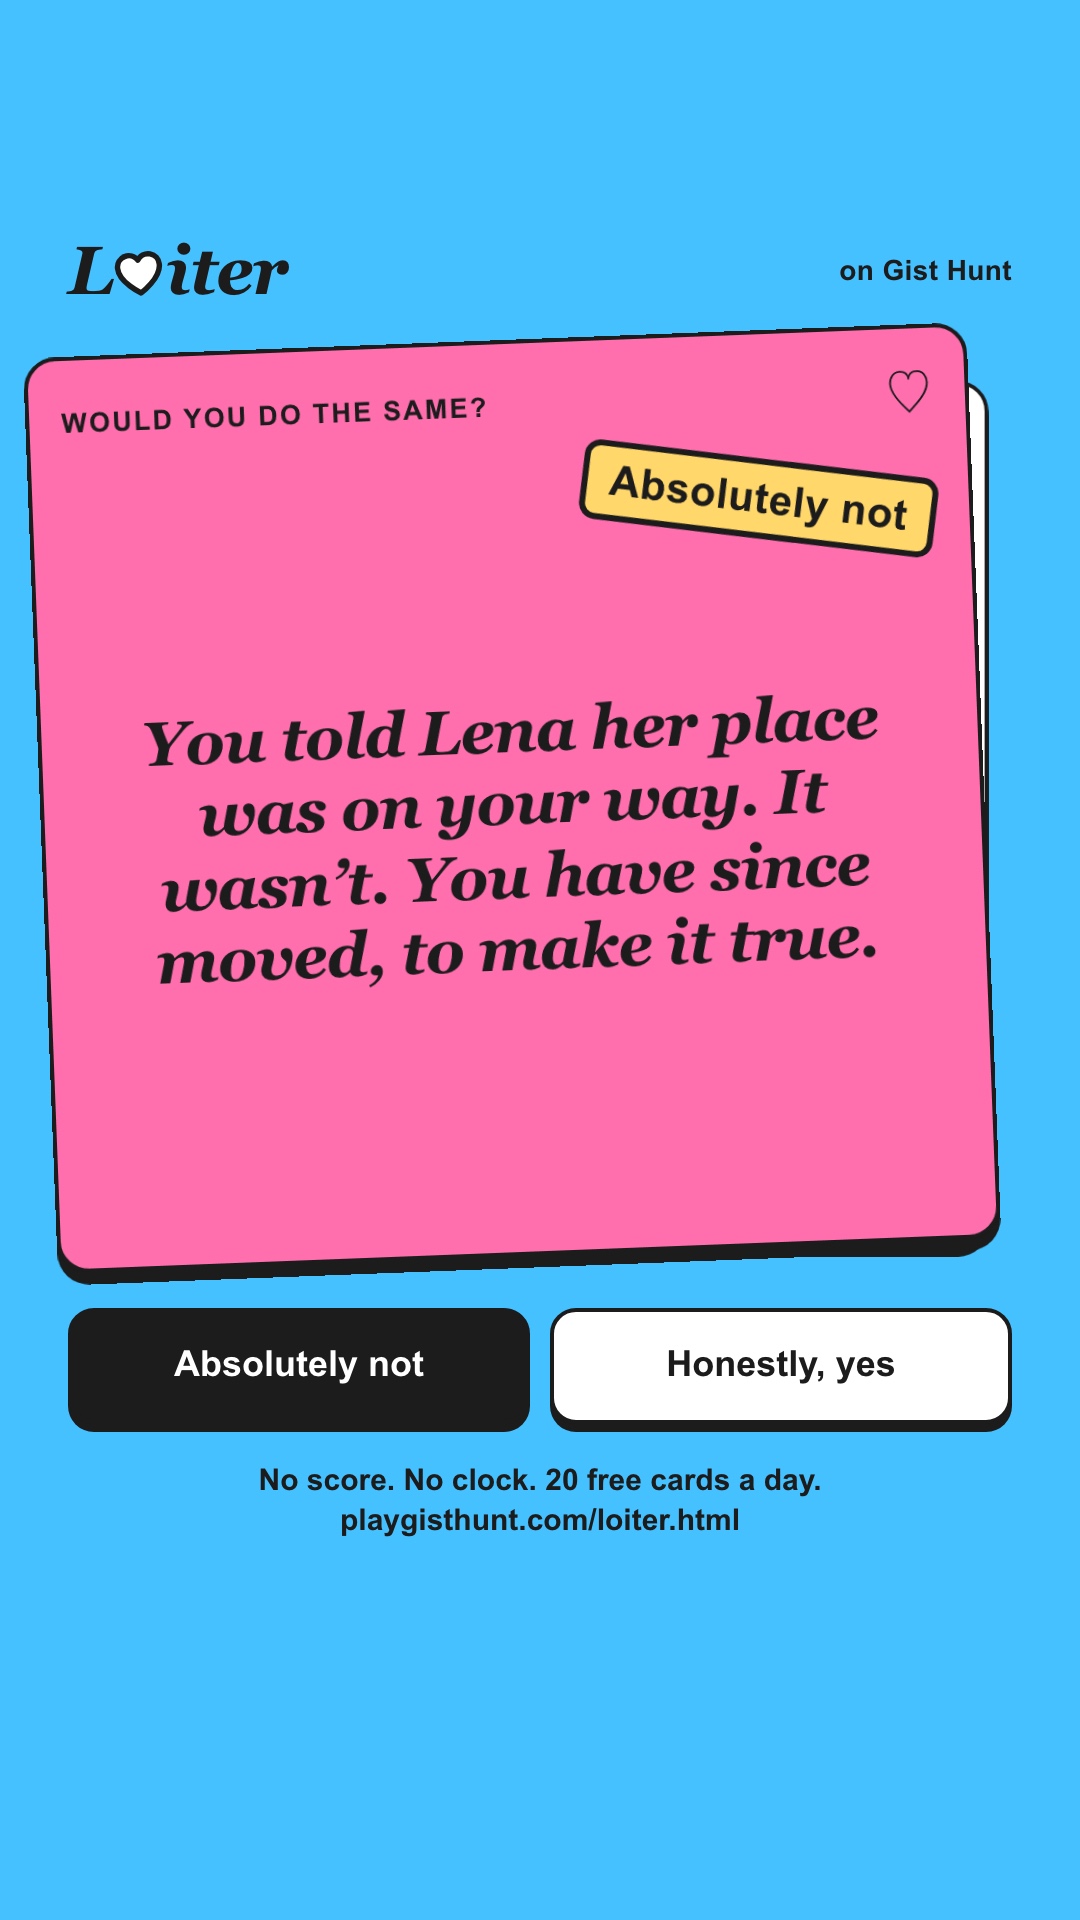 Loiter
on Gist Hunt
WOULD YOU DO THE SAME?
Absolutely not
You told Lena her place
was on your way. It
wasn’t. You have since
moved, to make it true.
Absolutely not
Honestly, yes
No score. No clock. 20 free cards a day.
playgisthunt.com/loiter.html